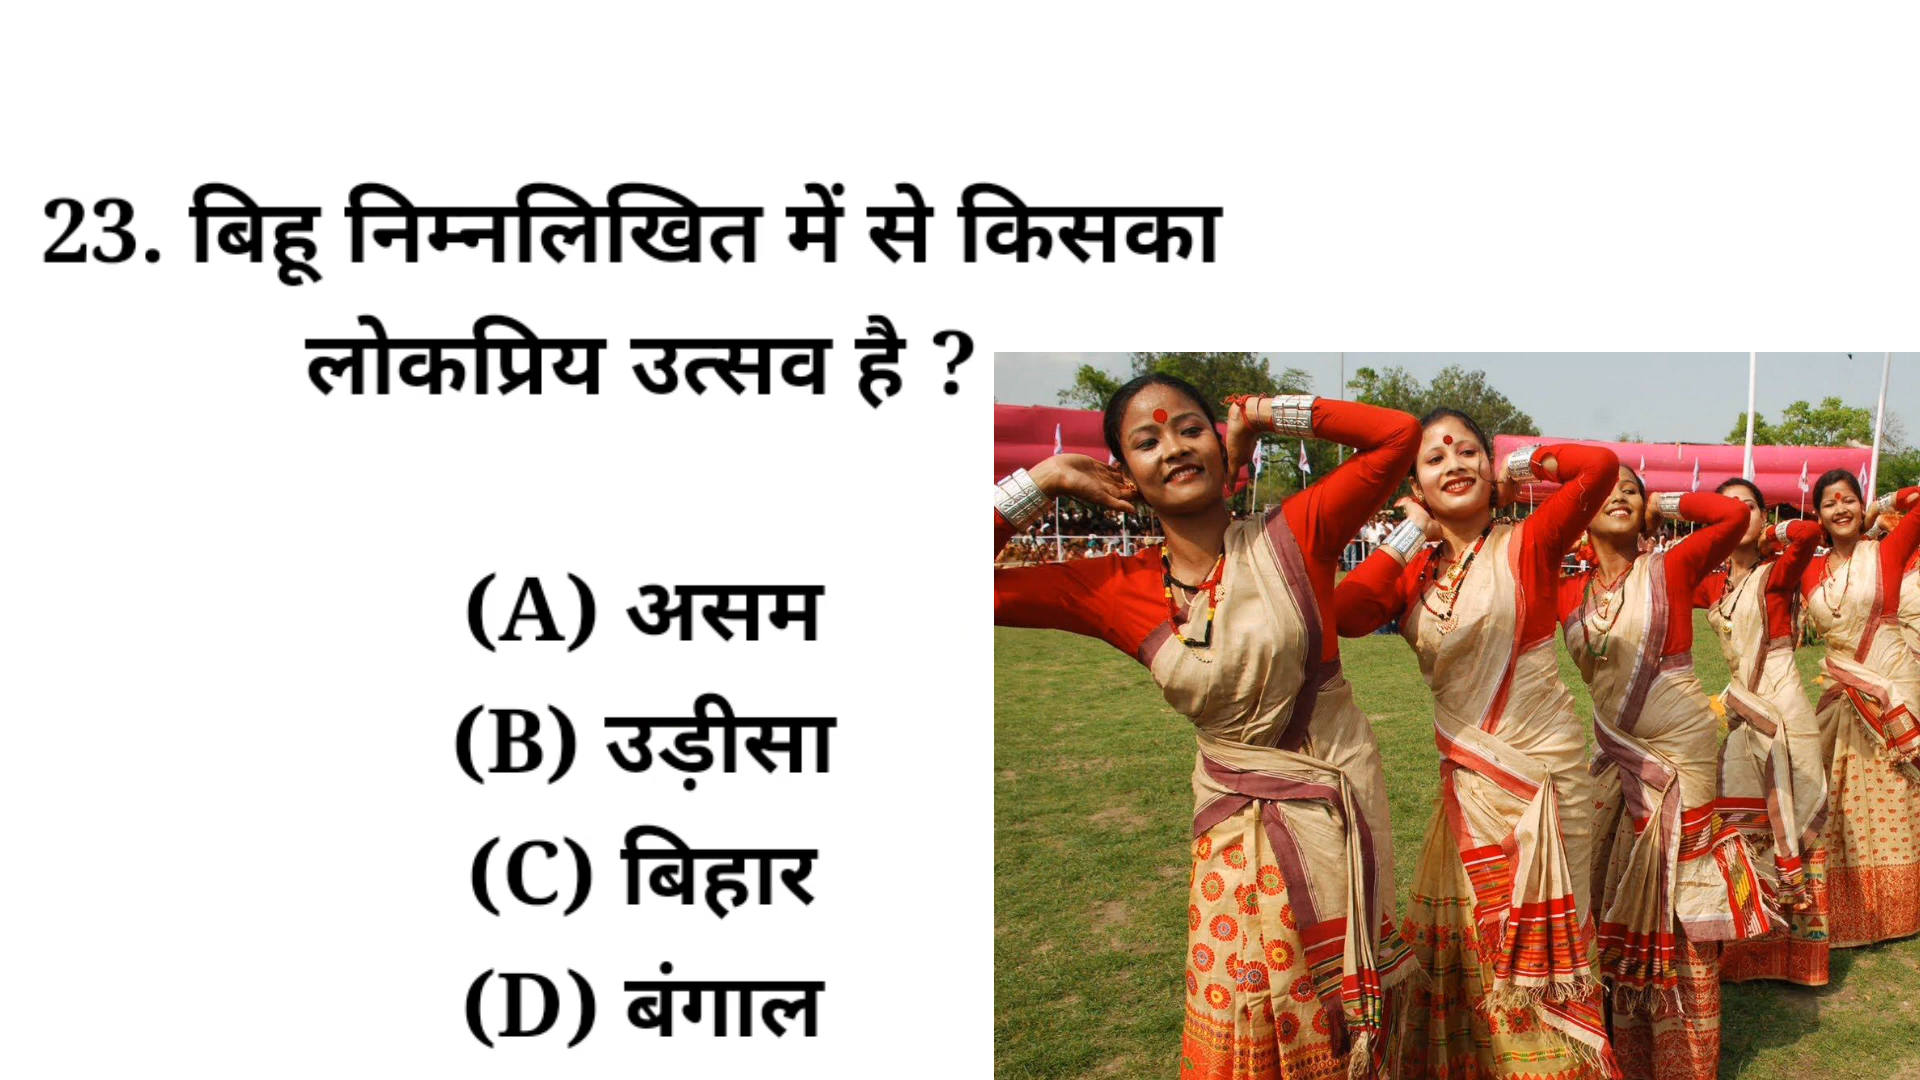 23. बिहू निम्नलिखित में से किसका
लोकप्रिय उत्सव है ?
(A) असम
(B) उड़ीसा
(C) बिहार
(D) बंगाल